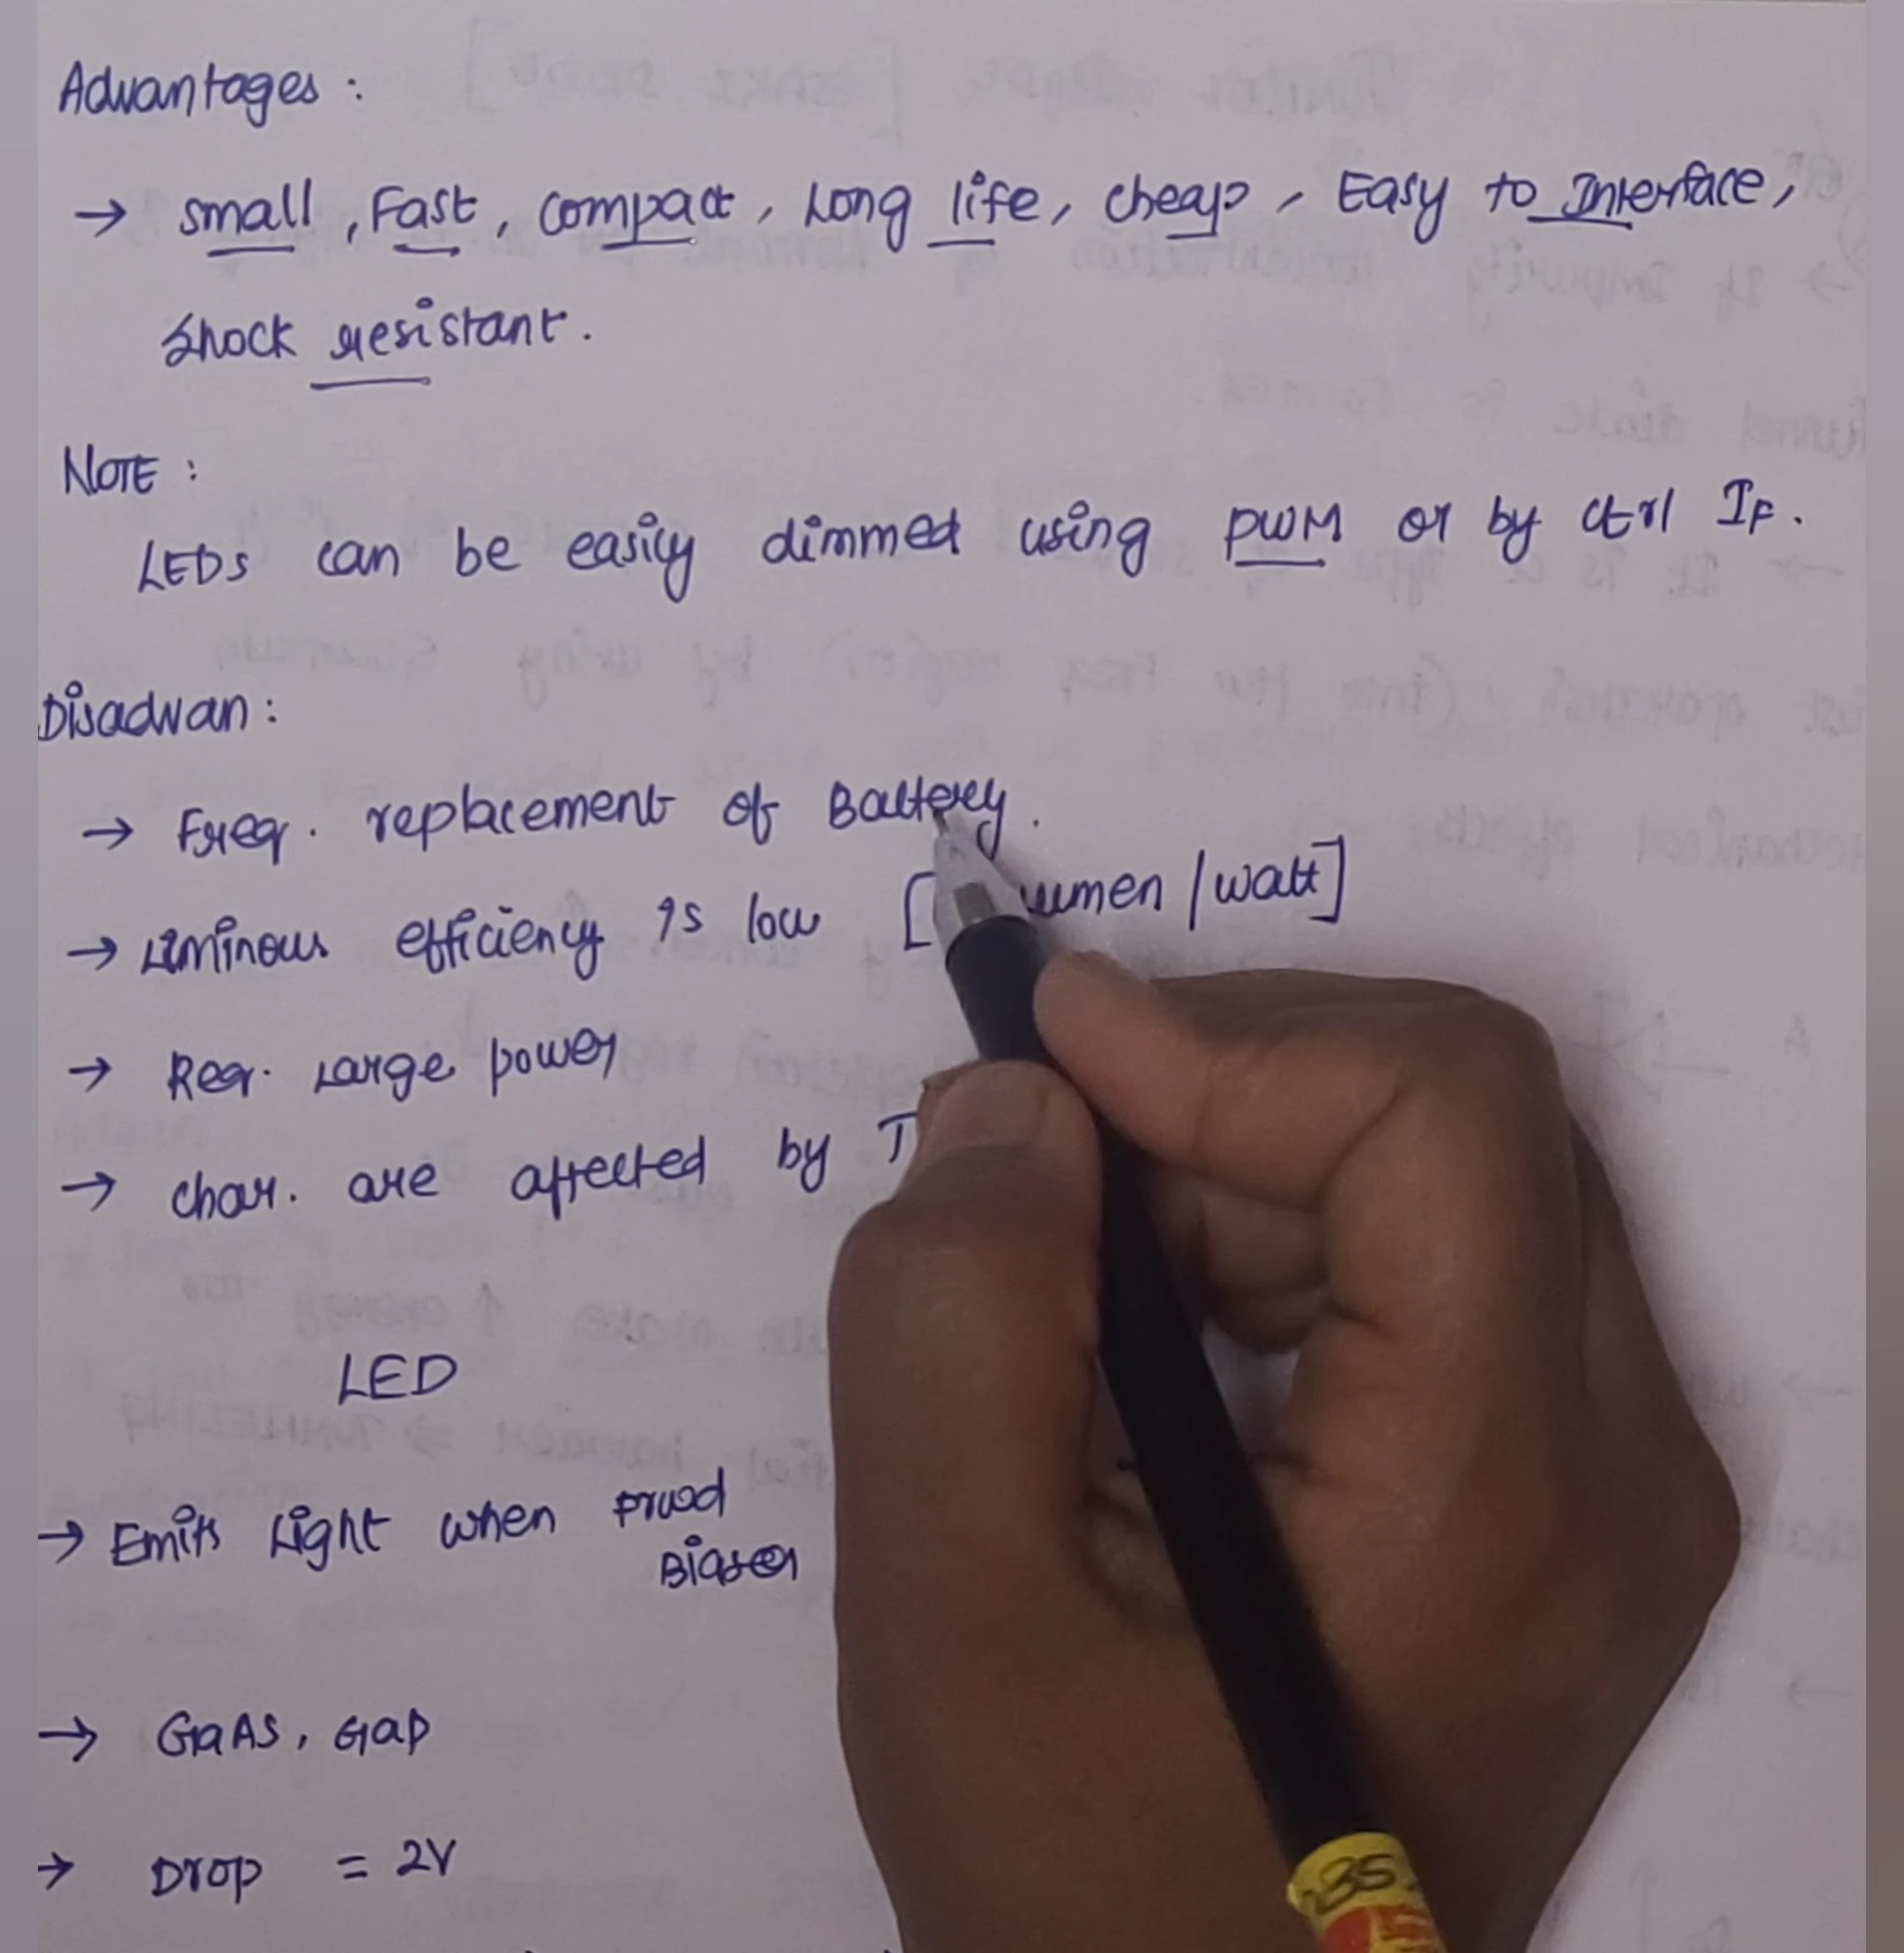 Advantages :
→ small, Fast, compact, Long life, cheap, Easy to Interface,
Shock resistant.
NOTE :
LEDs can be easily dimmed using PWM or by ctrl IF.
Disadvan :
→ Freq. replacement of Battery.
→ Luminous efficiency is low [ lumen / watt]
→ Req. Large power
→ char. are affected by T
LED
→ Emits Light when Frwd
Biased
→ GaAs, GaP
→ Drop = 2V